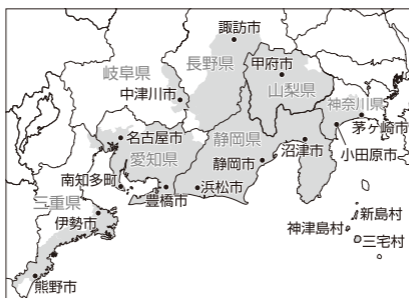 諏訪市
長野県
岐阜県
甲府市
山梨県
中津川市
神奈川県
茅ヶ崎市
名古屋市
愛知県
静岡県
沼津市
小田原市
静岡市
南知多町
浜松市
豊橋市
三重県
伊勢市
新島村
神津島村
三宅村
熊野市